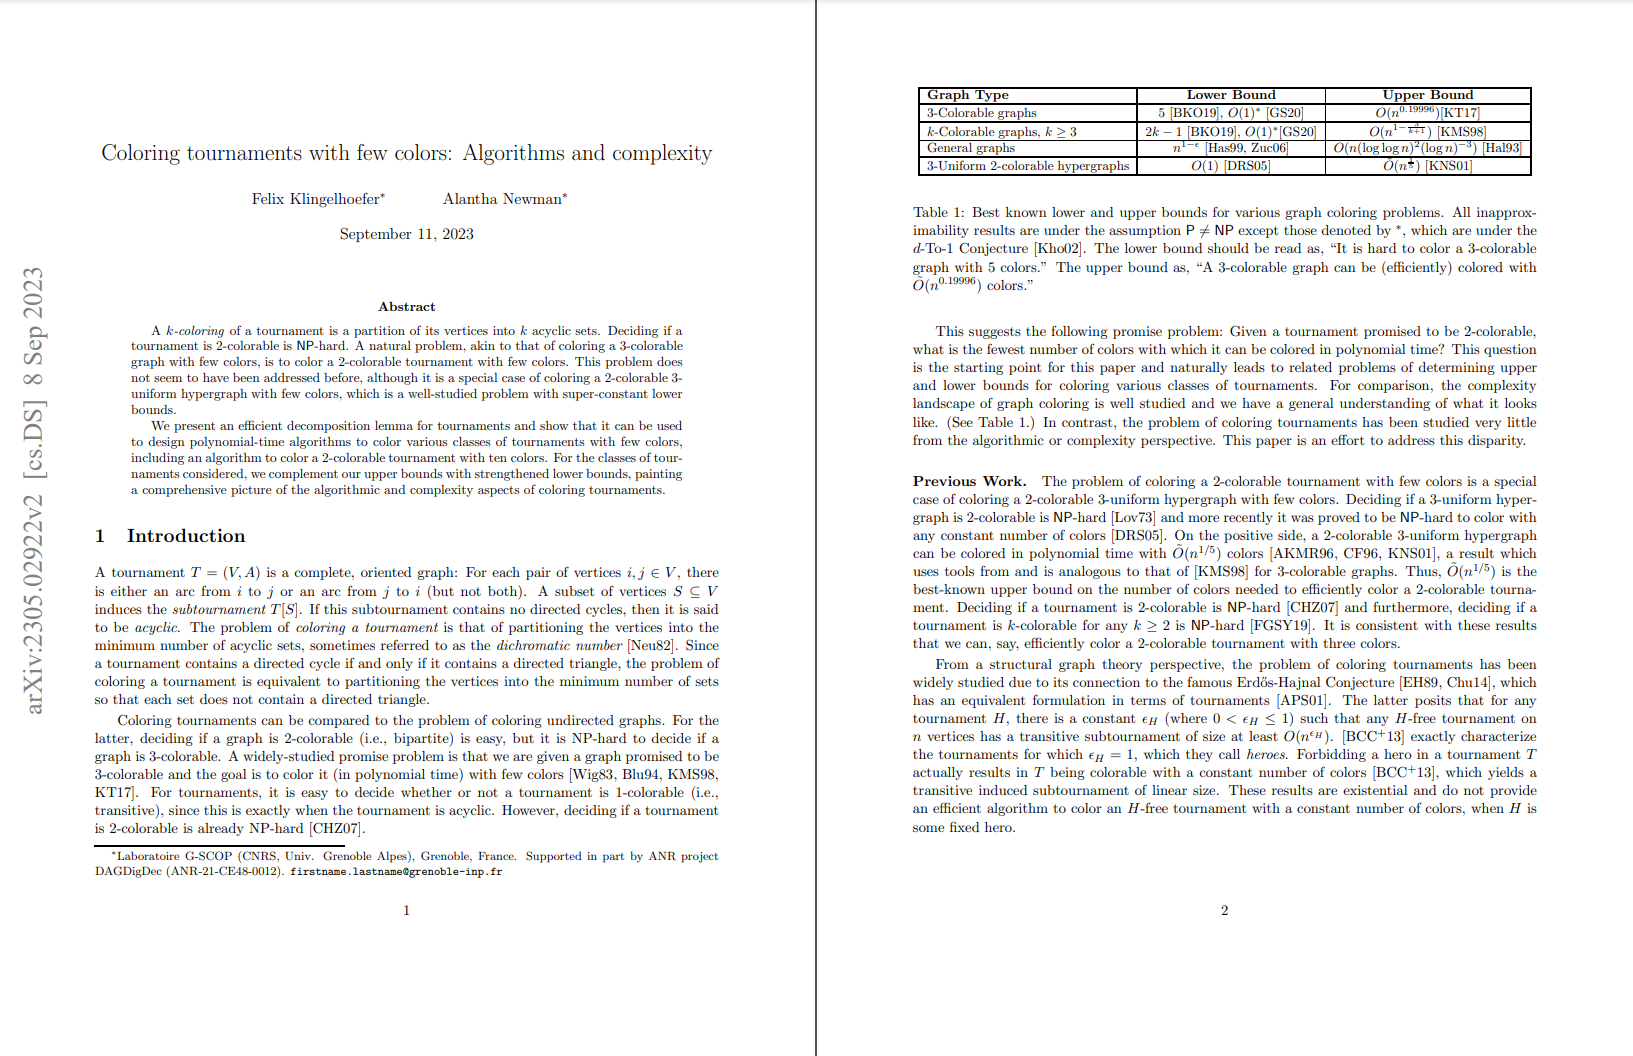 arXiv:2305.02922v2 [cs.DS] 8 Sep 2023
Coloring tournaments with few colors: Algorithms and complexity
Felix Klingelhoefer* Alantha Newman*
September 11, 2023
Abstract
A k-coloring of a tournament is a partition of its vertices into k acyclic sets. Deciding if a
tournament is 2-colorable is NP-hard. A natural problem, akin to that of coloring a 3-colorable
graph with few colors, is to color a 2-colorable tournament with few colors. This problem does
not seem to have been addressed before, although it is a special case of coloring a 2-colorable 3-
uniform hypergraph with few colors, which is a well-studied problem with super-constant lower
bounds.
We present an efficient decomposition lemma for tournaments and show that it can be used
to design polynomial-time algorithms to color various classes of tournaments with few colors,
including an algorithm to color a 2-colorable tournament with ten colors. For the classes of tour-
naments considered, we complement our upper bounds with strengthened lower bounds, painting
a comprehensive picture of the algorithmic and complexity aspects of coloring tournaments.
1 Introduction
A tournament T = (V, A) is a complete, oriented graph: For each pair of vertices i, j ∈ V, there
is either an arc from i to j or an arc from j to i (but not both). A subset of vertices S ⊆ V
induces the subtournament T[S]. If this subtournament contains no directed cycles, then it is said
to be acyclic. The problem of coloring a tournament is that of partitioning the vertices into the
minimum number of acyclic sets, sometimes referred to as the dichromatic number [Neu82]. Since
a tournament contains a directed cycle if and only if it contains a directed triangle, the problem of
coloring a tournament is equivalent to partitioning the vertices into the minimum number of sets
so that each set does not contain a directed triangle.
Coloring tournaments can be compared to the problem of coloring undirected graphs. For the
latter, deciding if a graph is 2-colorable (i.e., bipartite) is easy, but it is NP-hard to decide if a
graph is 3-colorable. A widely-studied promise problem is that we are given a graph promised to be
3-colorable and the goal is to color it (in polynomial time) with few colors [Wig83, Blu94, KMS98,
KT17]. For tournaments, it is easy to decide whether or not a tournament is 1-colorable (i.e.,
transitive), since this is exactly when the tournament is acyclic. However, deciding if a tournament
is 2-colorable is already NP-hard [CHZ07].
*Laboratoire G-SCOP (CNRS, Univ. Grenoble Alpes), Grenoble, France. Supported in part by ANR project
DAGDigDec (ANR-21-CE48-0012). firstname.lastname@grenoble-inp.fr
1
Graph Type Lower Bound Upper Bound
3-Colorable graphs 5 [BKO19], O(1)* [GS20] O(n^{0.19996})[KT17]
k-Colorable graphs, k ≥ 3 2k − 1 [BKO19], O(1)*[GS20] O(n^{1−3/(k+1)}) [KMS98]
General graphs n^{1−ϵ} [Has99, Zuc06] O(n(log log n)^2(log n)^{−3}) [Hal93]
3-Uniform 2-colorable hypergraphs O(1) [DRS05] Õ(n^{1/5}) [KNS01]
Table 1: Best known lower and upper bounds for various graph coloring problems. All inapprox-
imability results are under the assumption P ≠ NP except those denoted by *, which are under the
d-To-1 Conjecture [Kho02]. The lower bound should be read as, “It is hard to color a 3-colorable
graph with 5 colors.” The upper bound as, “A 3-colorable graph can be (efficiently) colored with
Õ(n^{0.19996}) colors.”
This suggests the following promise problem: Given a tournament promised to be 2-colorable,
what is the fewest number of colors with which it can be colored in polynomial time? This question
is the starting point for this paper and naturally leads to related problems of determining upper
and lower bounds for coloring various classes of tournaments. For comparison, the complexity
landscape of graph coloring is well studied and we have a general understanding of what it looks
like. (See Table 1.) In contrast, the problem of coloring tournaments has been studied very little
from the algorithmic or complexity perspective. This paper is an effort to address this disparity.
Previous Work. The problem of coloring a 2-colorable tournament with few colors is a special
case of coloring a 2-colorable 3-uniform hypergraph with few colors. Deciding if a 3-uniform hyper-
graph is 2-colorable is NP-hard [Lov73] and more recently it was proved to be NP-hard to color with
any constant number of colors [DRS05]. On the positive side, a 2-colorable 3-uniform hypergraph
can be colored in polynomial time with Õ(n^{1/5}) colors [AKMR96, CF96, KNS01], a result which
uses tools from and is analogous to that of [KMS98] for 3-colorable graphs. Thus, Õ(n^{1/5}) is the
best-known upper bound on the number of colors needed to efficiently color a 2-colorable tourna-
ment. Deciding if a tournament is 2-colorable is NP-hard [CHZ07] and furthermore, deciding if a
tournament is k-colorable for any k ≥ 2 is NP-hard [FGSY19]. It is consistent with these results
that we can, say, efficiently color a 2-colorable tournament with three colors.
From a structural graph theory perspective, the problem of coloring tournaments has been
widely studied due to its connection to the famous Erdős-Hajnal Conjecture [EH89, Chu14], which
has an equivalent formulation in terms of tournaments [APS01]. The latter posits that for any
tournament H, there is a constant ϵ_H (where 0 < ϵ_H ≤ 1) such that any H-free tournament on
n vertices has a transitive subtournament of size at least O(n^{ϵ_H}). [BCC+13] exactly characterize
the tournaments for which ϵ_H = 1, which they call heroes. Forbidding a hero in a tournament T
actually results in T being colorable with a constant number of colors [BCC+13], which yields a
transitive induced subtournament of linear size. These results are existential and do not provide
an efficient algorithm to color an H-free tournament with a constant number of colors, when H is
some fixed hero.
2